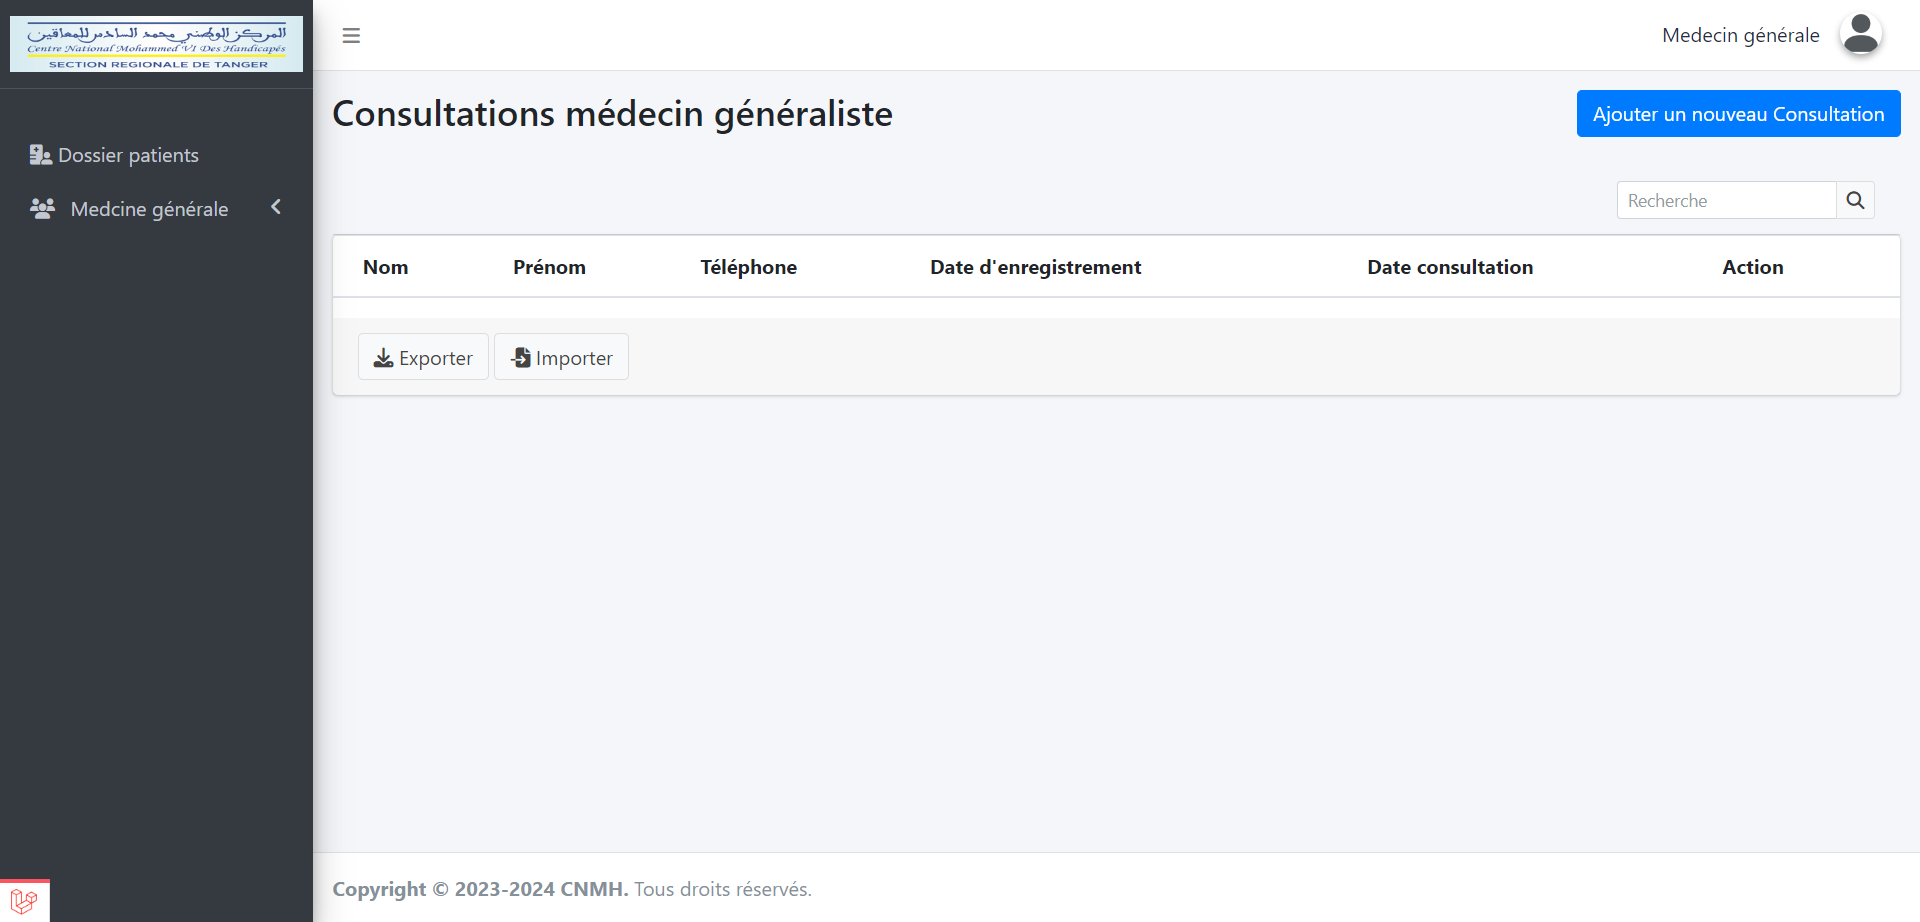 المركز الوطني محمد السادس للمعاقين
Centre National Mohammed VI Des Handicapés
SECTION REGIONALE DE TANGER
Medecin générale
Dossier patients
Medcine générale
Consultations médecin généraliste
Ajouter un nouveau Consultation
Recherche
Nom Prénom Téléphone Date d'enregistrement Date consultation Action
Exporter Importer
Copyright © 2023-2024 CNMH. Tous droits réservés.